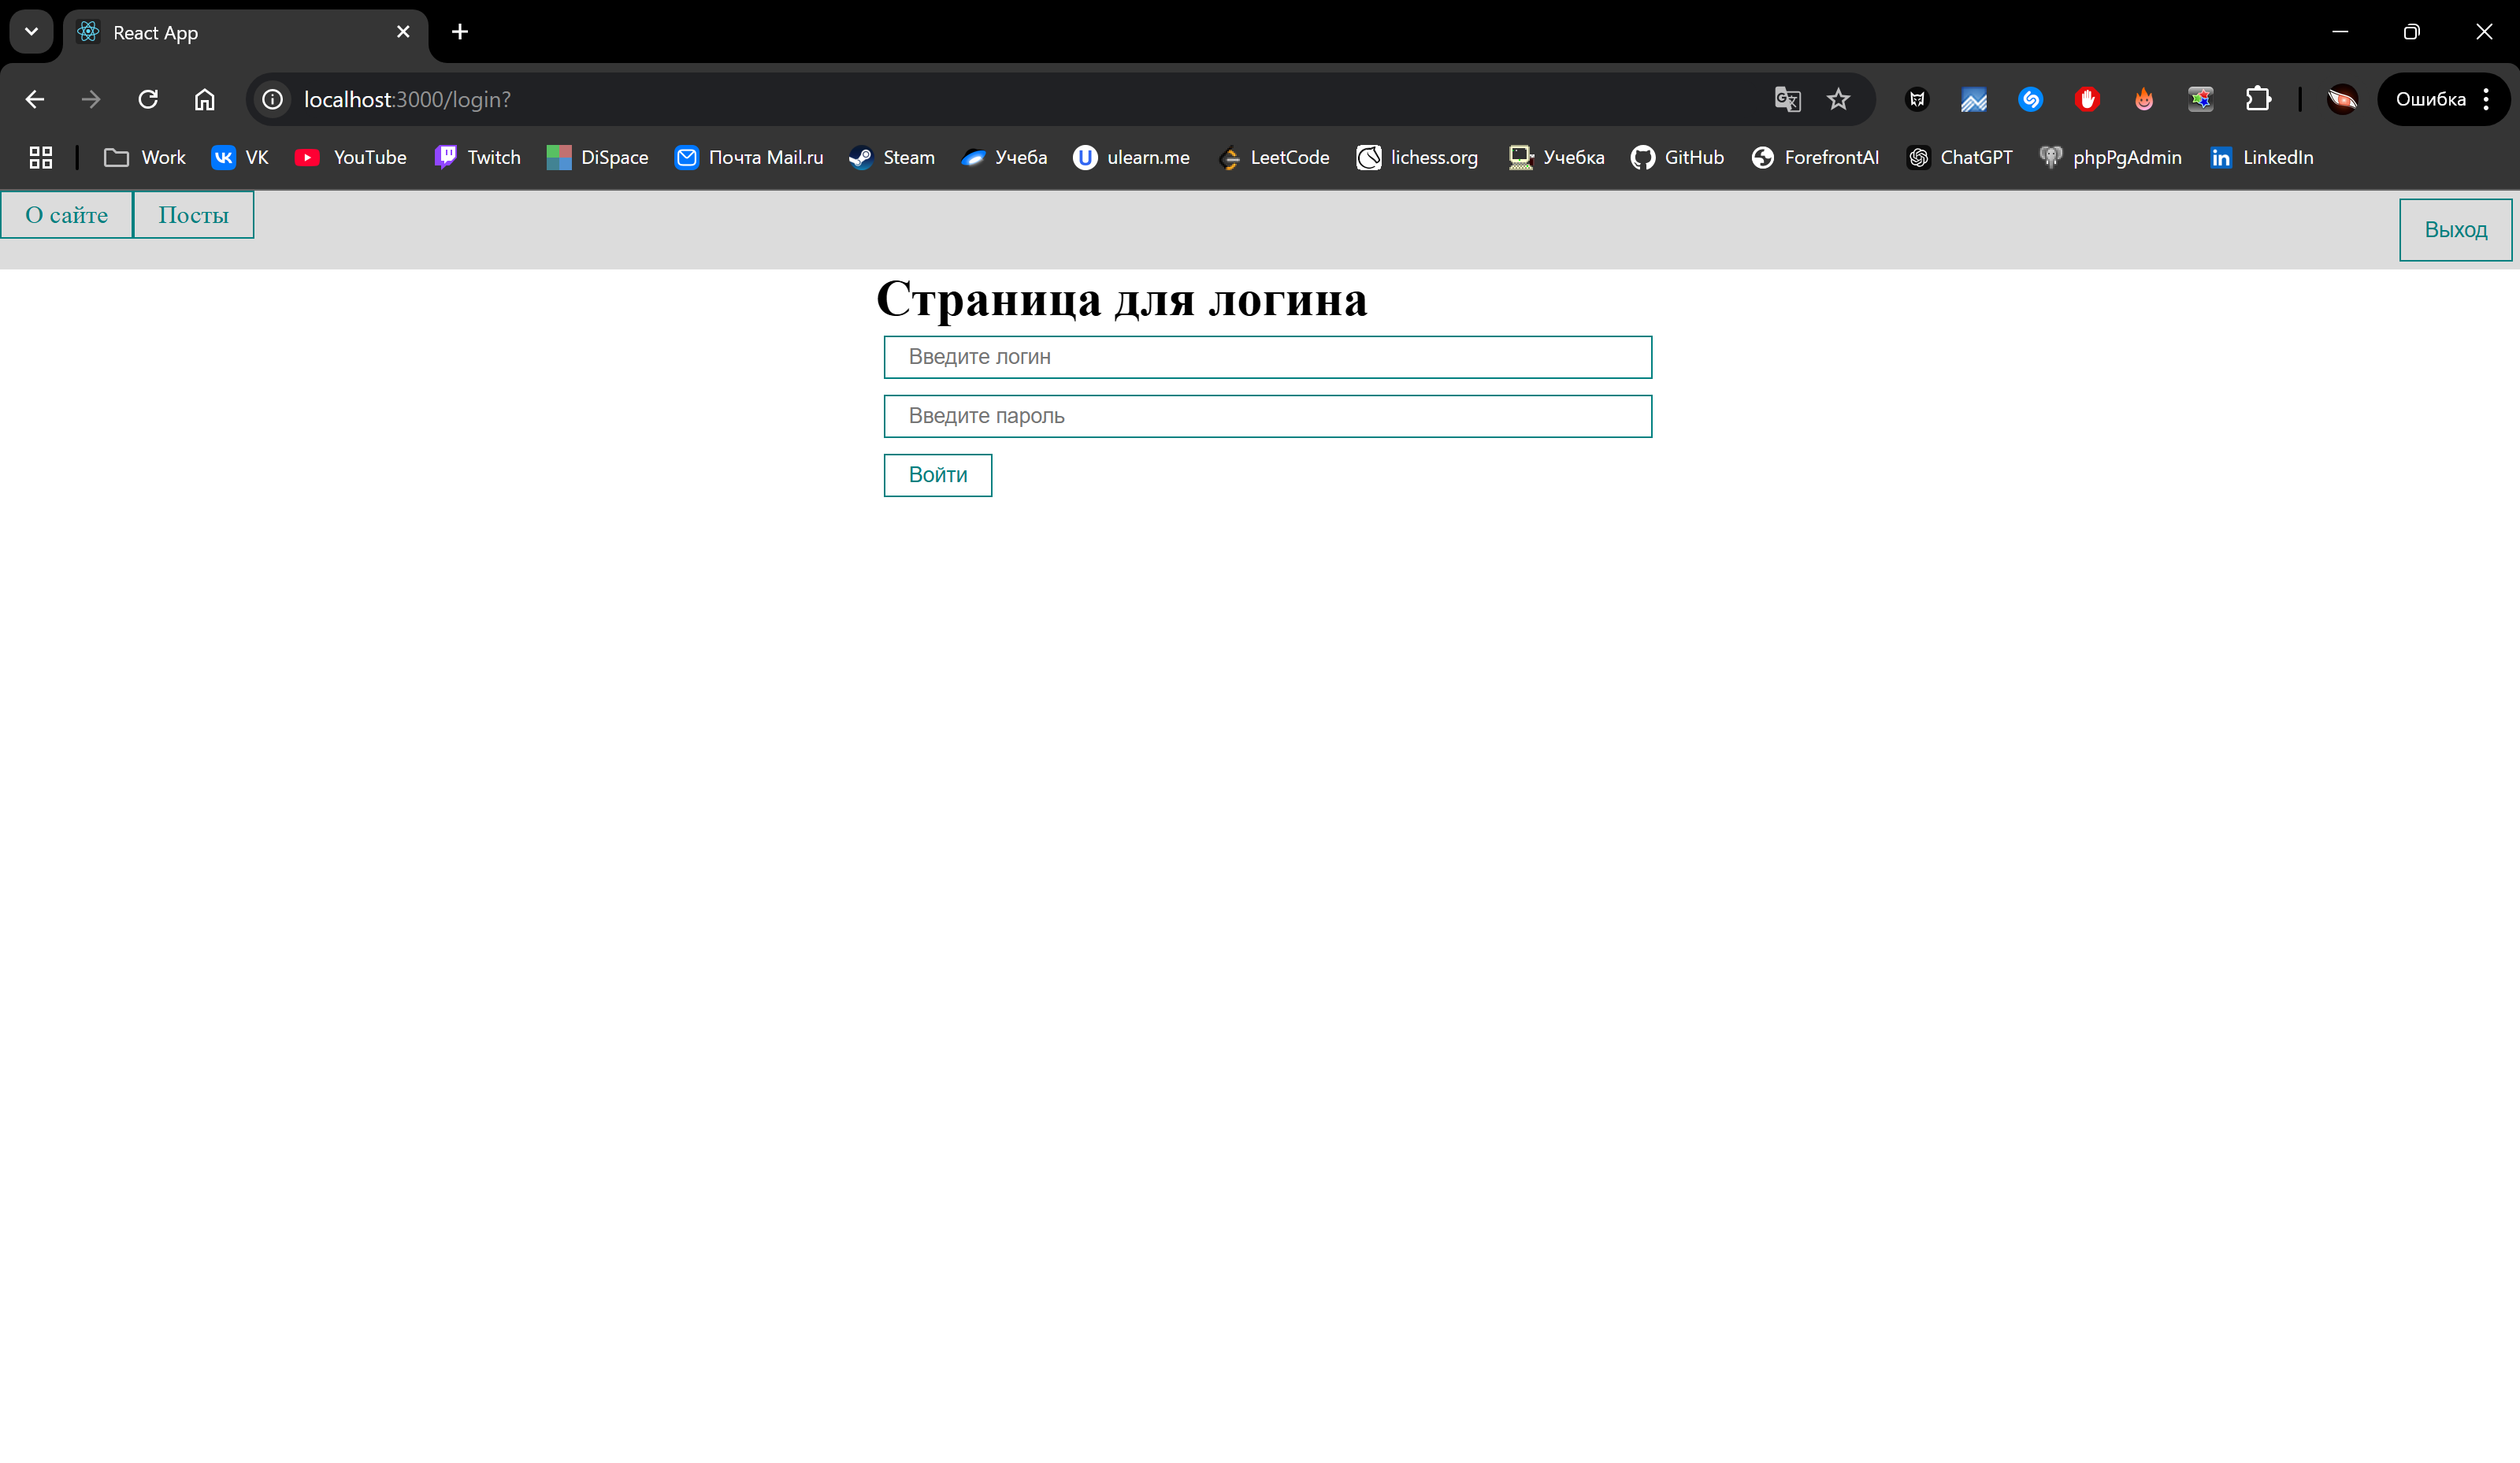 React App
localhost:3000/login?
Ошибка
Work VK YouTube Twitch DiSpace Почта Mail.ru Steam Учеба ulearn.me LeetCode lichess.org Учебка GitHub ForefrontAI ChatGPT phpPgAdmin LinkedIn
О сайте Посты Выход
Страница для логина
Введите логин
Введите пароль
Войти